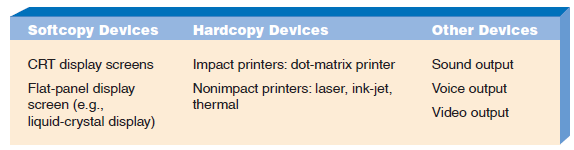 Softcopy Devices
Hardcopy Devices
Other Devices
CRT display screens
Flat-panel display
screen (e.g.,
liquid-crystal display)
Impact printers: dot-matrix printer
Nonimpact printers: laser, ink-jet,
thermal
Sound output
Voice output
Video output